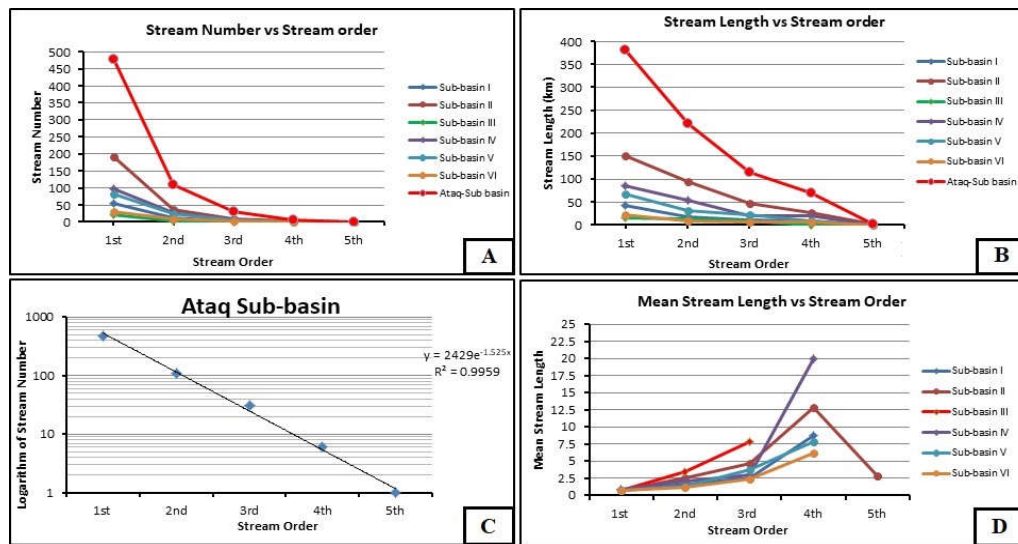 Stream Number vs Stream order
500
450
400
350
300
250
200
150
100
50
0
Stream Number
1st 2nd 3rd 4th 5th
Stream Order
Sub-basin I
Sub-basin II
Sub-basin III
Sub-basin IV
Sub-basin V
Sub-basin VI
Ataq-Sub basin
A
Stream Length vs Stream order
400
350
300
250
200
150
100
50
0
Stream Length (km)
1st 2nd 3rd 4th 5th
Stream Order
Sub-basin I
Sub-basin II
Sub-basin III
Sub-basin IV
Sub-basin V
Sub-basin VI
Ataq-Sub basin
B
Ataq Sub-basin
1000
100
10
1
Logarithm of Stream Number
y = 2429e^-1.525x
R² = 0.9959
1st 2nd 3rd 4th 5th
Stream Order
C
Mean Stream Length vs Stream Order
25
22.5
20
17.5
15
12.5
10
7.5
5
2.5
0
Mean Stream Length
1st 2nd 3rd 4th 5th
Stream Order
Sub-basin I
Sub-basin II
Sub-basin III
Sub-basin IV
Sub-basin V
Sub-basin VI
D